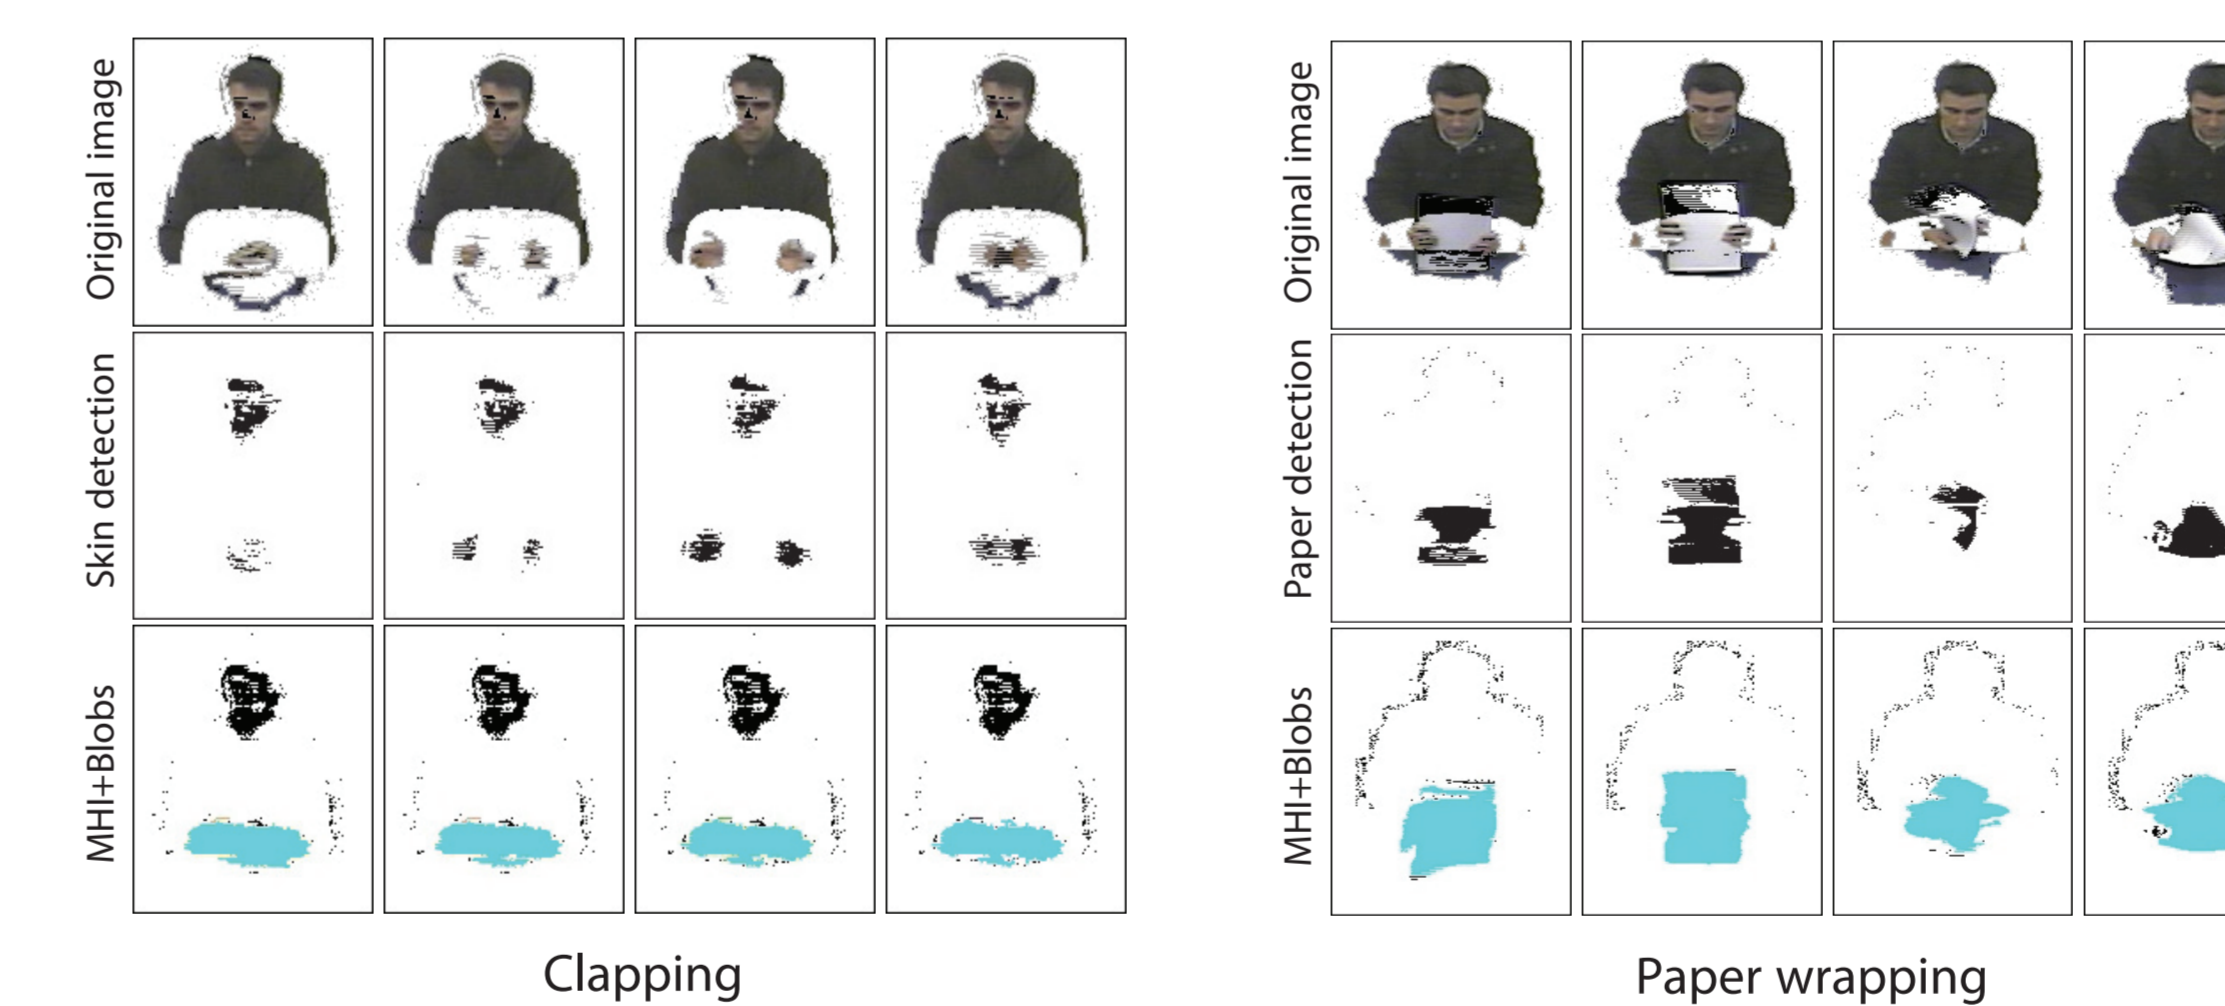 Original image
Skin detection
MHI+Blobs
Clapping
Original image
Paper detection
MHI+Blobs
Paper wrapping